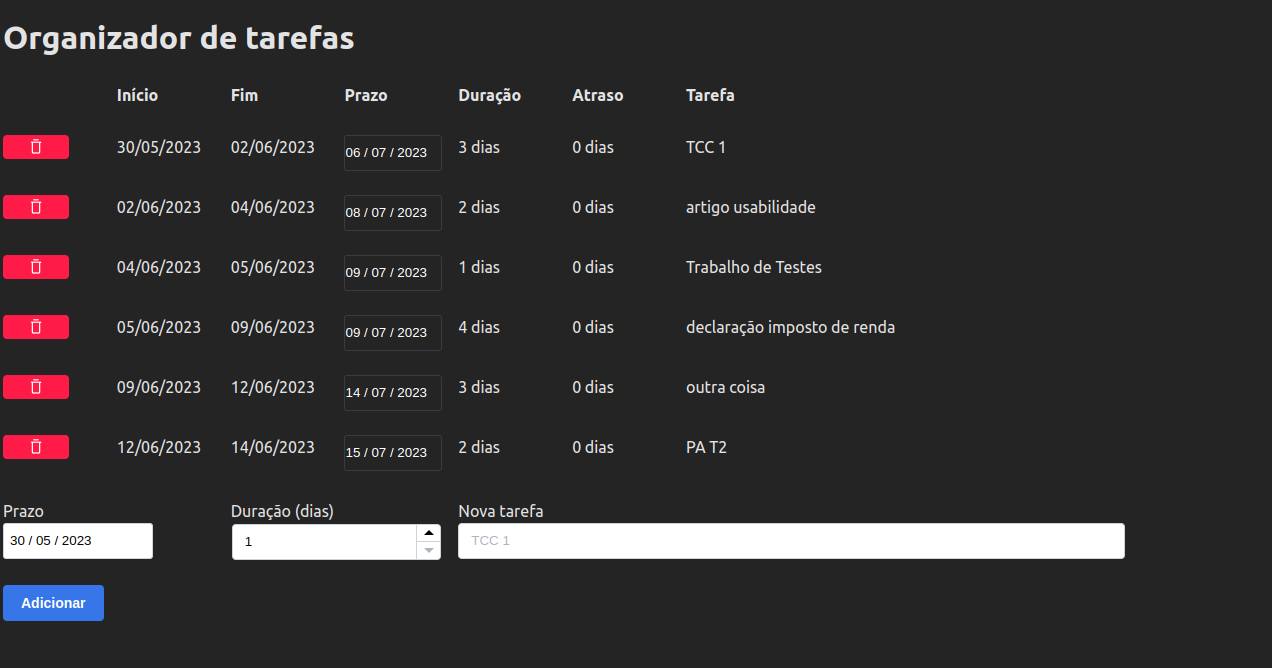 Organizador de tarefas
Início Fim Prazo Duração Atraso Tarefa
30/05/2023 02/06/2023 06 / 07 / 2023 3 dias 0 dias TCC 1
02/06/2023 04/06/2023 08 / 07 / 2023 2 dias 0 dias artigo usabilidade
04/06/2023 05/06/2023 09 / 07 / 2023 1 dias 0 dias Trabalho de Testes
05/06/2023 09/06/2023 09 / 07 / 2023 4 dias 0 dias declaração imposto de renda
09/06/2023 12/06/2023 14 / 07 / 2023 3 dias 0 dias outra coisa
12/06/2023 14/06/2023 15 / 07 / 2023 2 dias 0 dias PA T2
Prazo Duração (dias) Nova tarefa
30 / 05 / 2023 1 TCC 1
Adicionar